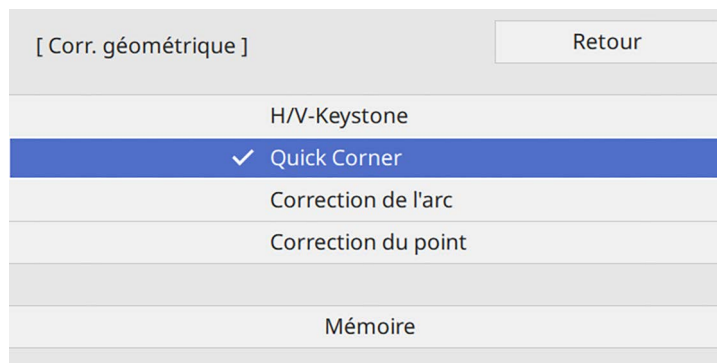 [ Corr. géométrique ]
Retour
H/V-Keystone
Quick Corner
Correction de l'arc
Correction du point
Mémoire